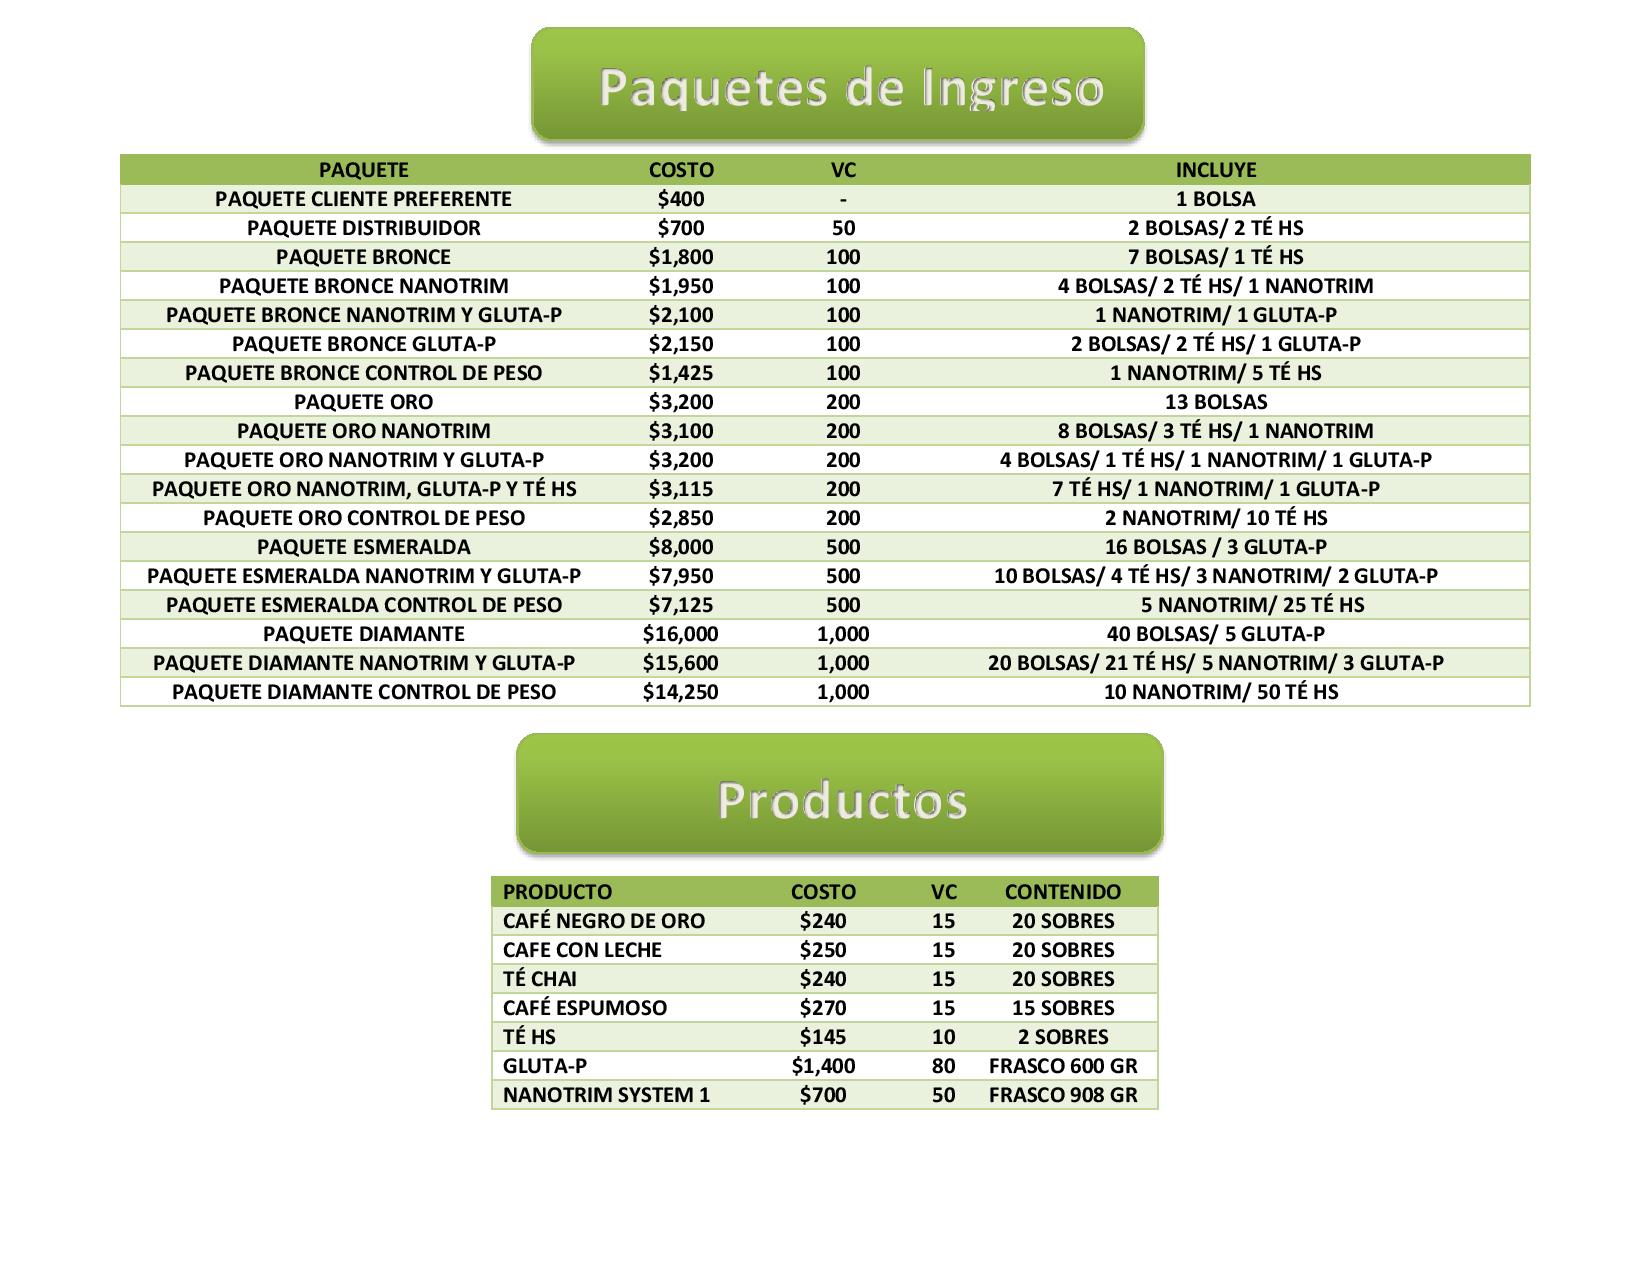 Paquetes de Ingreso
PAQUETE COSTO VC INCLUYE
PAQUETE CLIENTE PREFERENTE $400 - 1 BOLSA
PAQUETE DISTRIBUIDOR $700 50 2 BOLSAS/ 2 TÉ HS
PAQUETE BRONCE $1,800 100 7 BOLSAS/ 1 TÉ HS
PAQUETE BRONCE NANOTRIM $1,950 100 4 BOLSAS/ 2 TÉ HS/ 1 NANOTRIM
PAQUETE BRONCE NANOTRIM Y GLUTA-P $2,100 100 1 NANOTRIM/ 1 GLUTA-P
PAQUETE BRONCE GLUTA-P $2,150 100 2 BOLSAS/ 2 TÉ HS/ 1 GLUTA-P
PAQUETE BRONCE CONTROL DE PESO $1,425 100 1 NANOTRIM/ 5 TÉ HS
PAQUETE ORO $3,200 200 13 BOLSAS
PAQUETE ORO NANOTRIM $3,100 200 8 BOLSAS/ 3 TÉ HS/ 1 NANOTRIM
PAQUETE ORO NANOTRIM Y GLUTA-P $3,200 200 4 BOLSAS/ 1 TÉ HS/ 1 NANOTRIM/ 1 GLUTA-P
PAQUETE ORO NANOTRIM, GLUTA-P Y TÉ HS $3,115 200 7 TÉ HS/ 1 NANOTRIM/ 1 GLUTA-P
PAQUETE ORO CONTROL DE PESO $2,850 200 2 NANOTRIM/ 10 TÉ HS
PAQUETE ESMERALDA $8,000 500 16 BOLSAS / 3 GLUTA-P
PAQUETE ESMERALDA NANOTRIM Y GLUTA-P $7,950 500 10 BOLSAS/ 4 TÉ HS/ 3 NANOTRIM/ 2 GLUTA-P
PAQUETE ESMERALDA CONTROL DE PESO $7,125 500 5 NANOTRIM/ 25 TÉ HS
PAQUETE DIAMANTE $16,000 1,000 40 BOLSAS/ 5 GLUTA-P
PAQUETE DIAMANTE NANOTRIM Y GLUTA-P $15,600 1,000 20 BOLSAS/ 21 TÉ HS/ 5 NANOTRIM/ 3 GLUTA-P
PAQUETE DIAMANTE CONTROL DE PESO $14,250 1,000 10 NANOTRIM/ 50 TÉ HS
Productos
PRODUCTO COSTO VC CONTENIDO
CAFÉ NEGRO DE ORO $240 15 20 SOBRES
CAFE CON LECHE $250 15 20 SOBRES
TÉ CHAI $240 15 20 SOBRES
CAFÉ ESPUMOSO $270 15 15 SOBRES
TÉ HS $145 10 2 SOBRES
GLUTA-P $1,400 80 FRASCO 600 GR
NANOTRIM SYSTEM 1 $700 50 FRASCO 908 GR